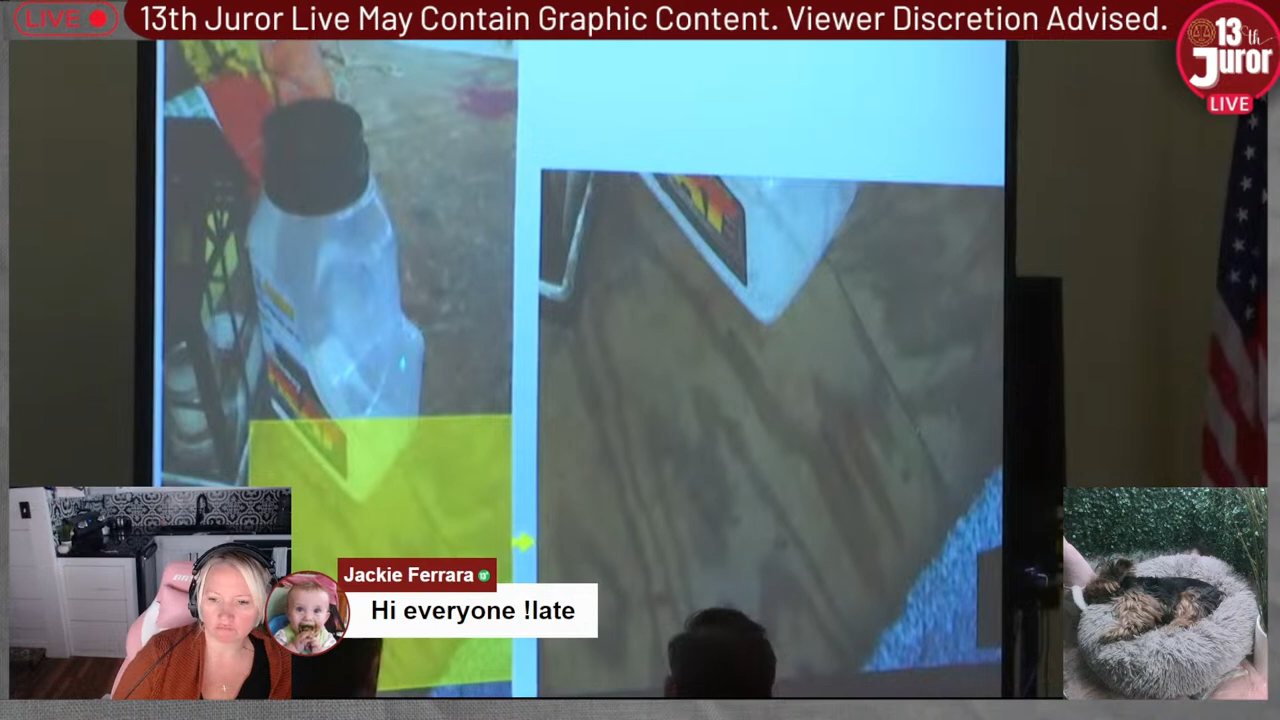 LIVE
13th Juror Live May Contain Graphic Content. Viewer Discretion Advised.
13th
Juror
LIVE
Jackie Ferrara
Hi everyone !late